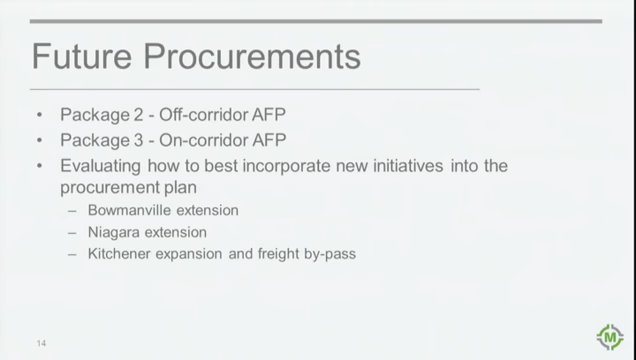 Future Procurements
• Package 2 - Off-corridor AFP
• Package 3 - On-corridor AFP
• Evaluating how to best incorporate new initiatives into the
procurement plan
– Bowmanville extension
– Niagara extension
– Kitchener expansion and freight by-pass
14
M